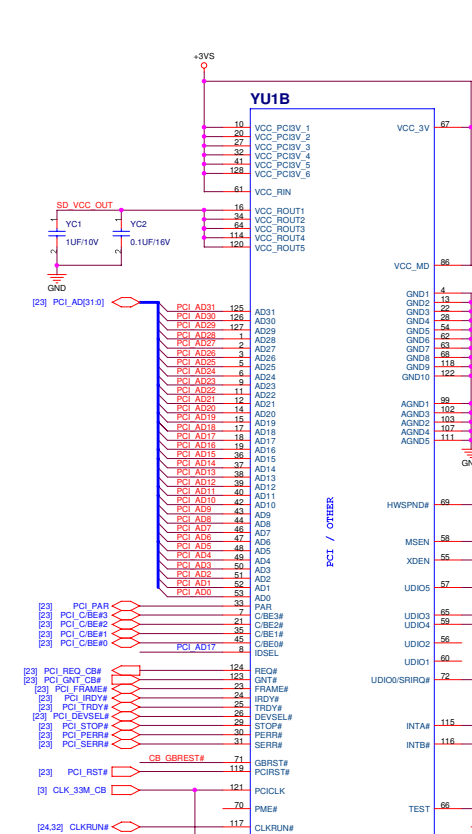 +3VS
YU1B
10 VCC_PCI3V_1 VCC_3V 67
20 VCC_PCI3V_2
27 VCC_PCI3V_3
32 VCC_PCI3V_4
41 VCC_PCI3V_5
128 VCC_PCI3V_6
61 VCC_RIN
SD_VCC_OUT 16 VCC_ROUT1
34 VCC_ROUT2
64 VCC_ROUT3
114 VCC_ROUT4
120 VCC_ROUT5
1 YC1 1 YC2
1UF/10V 0.1UF/16V
2 2
VCC_MD 86
GND
[23] PCI_AD[31:0]
GND1 4
GND2 13
GND3 22
GND4 28
GND5 54
GND6 62
GND7 63
GND8 68
GND9 118
GND10 122
AGND1 99
AGND3 102
AGND2 103
AGND4 107
AGND5 111
GN
PCI_AD31 125 AD31
PCI_AD30 126 AD30
PCI_AD29 127 AD29
PCI_AD28 1 AD28
PCI_AD27 2 AD27
PCI_AD26 3 AD26
PCI_AD25 5 AD25
PCI_AD24 6 AD24
PCI_AD23 9 AD23
PCI_AD22 11 AD22
PCI_AD21 12 AD21
PCI_AD20 14 AD20
PCI_AD19 15 AD19
PCI_AD18 17 AD18
PCI_AD17 18 AD17
PCI_AD16 19 AD16
PCI_AD15 36 AD15
PCI_AD14 37 AD14
PCI_AD13 38 AD13
PCI_AD12 39 AD12
PCI_AD11 40 AD11
PCI_AD10 42 AD10
PCI_AD9 43 AD9
PCI_AD8 44 AD8
PCI_AD7 46 AD7
PCI_AD6 47 AD6
PCI_AD5 48 AD5
PCI_AD4 49 AD4
PCI_AD3 50 AD3
PCI_AD2 51 AD2
PCI_AD1 52 AD1
PCI_AD0 53 AD0
PCI / OTHER
HWSPND# 69
MSEN 58
XDEN 55
UDIO5 57
UDIO3 65
UDIO4 59
UDIO2 56
UDIO1 60
UDIO0/SRIRQ# 72
INTA# 115
INTB# 116
TEST 66
[23] PCI_PAR 33 PAR
[23] PCI_C/BE#3 7 C/BE3#
[23] PCI_C/BE#2 21 C/BE2#
[23] PCI_C/BE#1 35 C/BE1#
[23] PCI_C/BE#0 45 C/BE0#
PCI_AD17 8 IDSEL
[23] PCI_REQ_CB# 124 REQ#
[23] PCI_GNT_CB# 123 GNT#
[23] PCI_FRAME# 23 FRAME#
[23] PCI_IRDY# 24 IRDY#
[23] PCI_TRDY# 25 TRDY#
[23] PCI_DEVSEL# 26 DEVSEL#
[23] PCI_STOP# 29 STOP#
[23] PCI_PERR# 30 PERR#
[23] PCI_SERR# 31 SERR#
CB_GBREST# 71 GBRST#
[23] PCI_RST# 119 PCIRST#
[3] CLK_33M_CB 121 PCICLK
70 PME#
[24,32] CLKRUN# 117 CLKRUN#